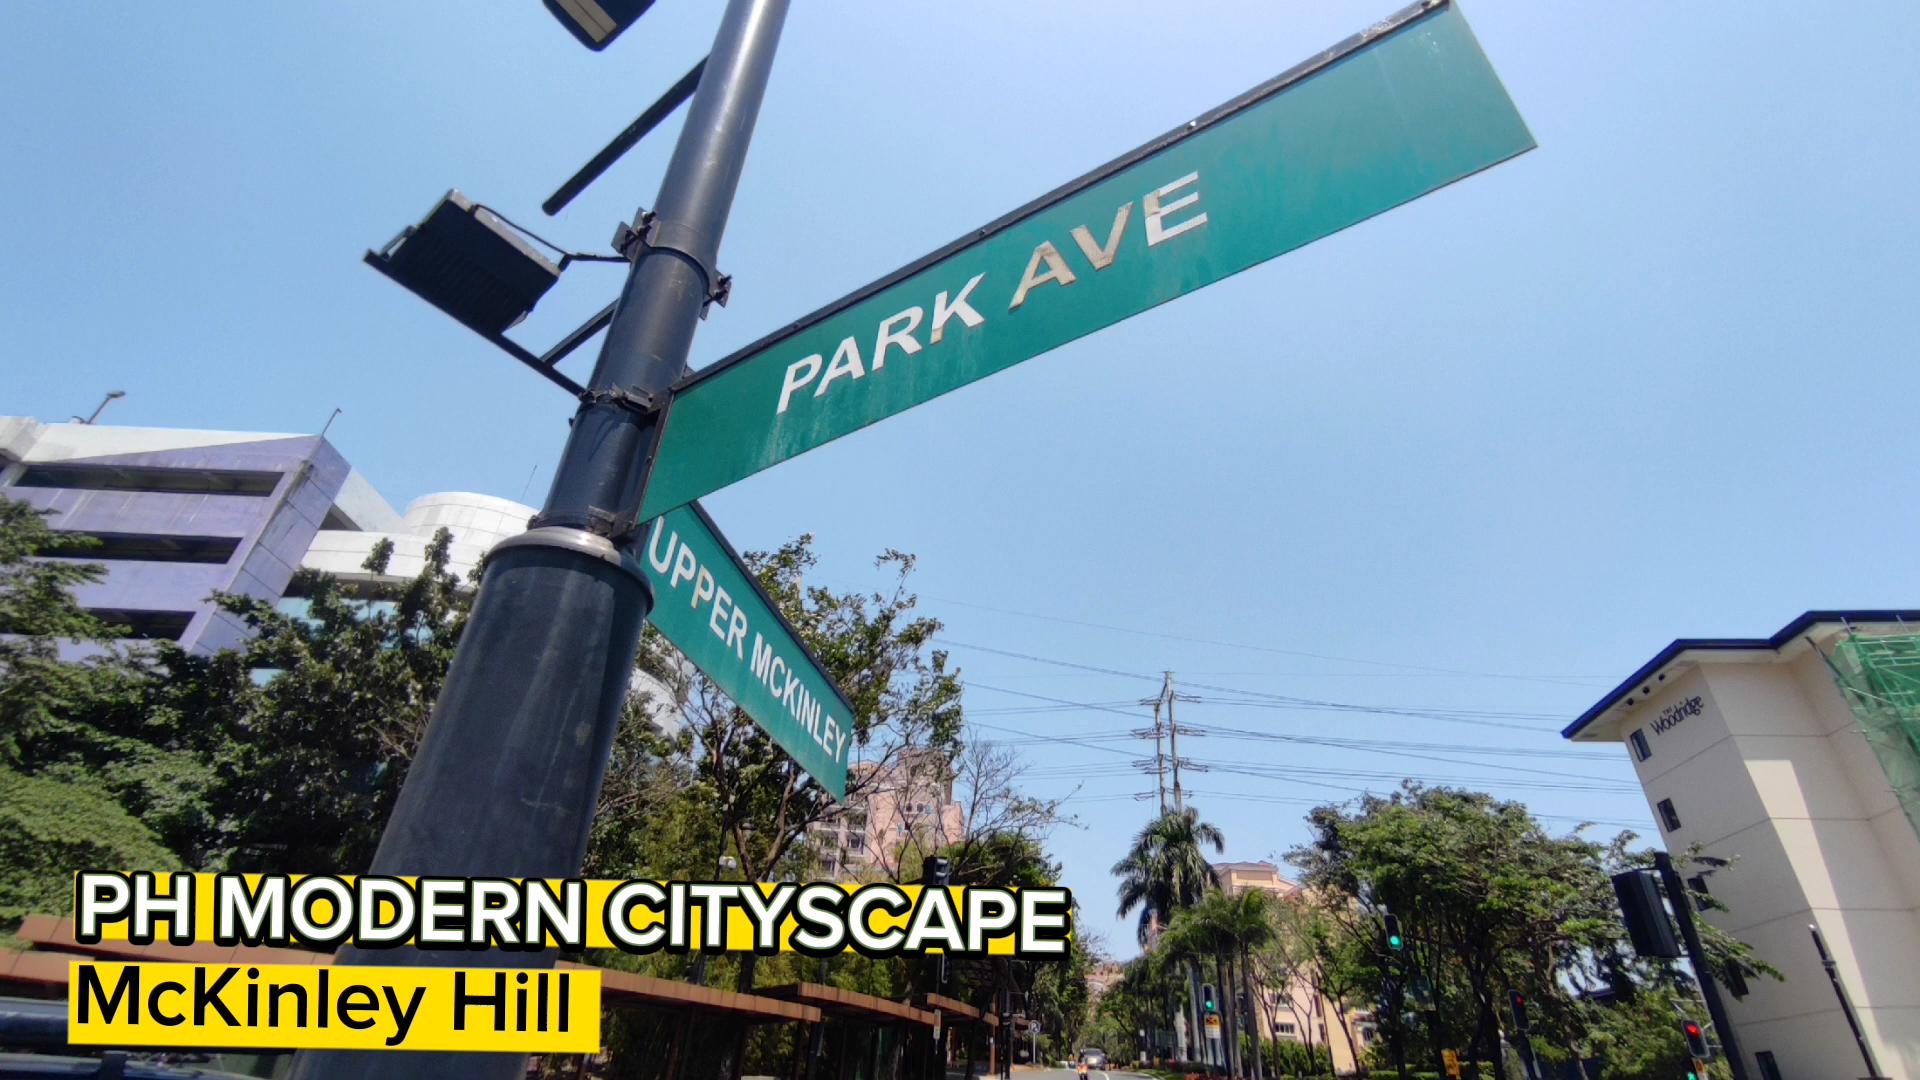 PARK AVE
UPPER MCKINLEY
THE
Woodridge
PH MODERN CITYSCAPE
McKinley Hill